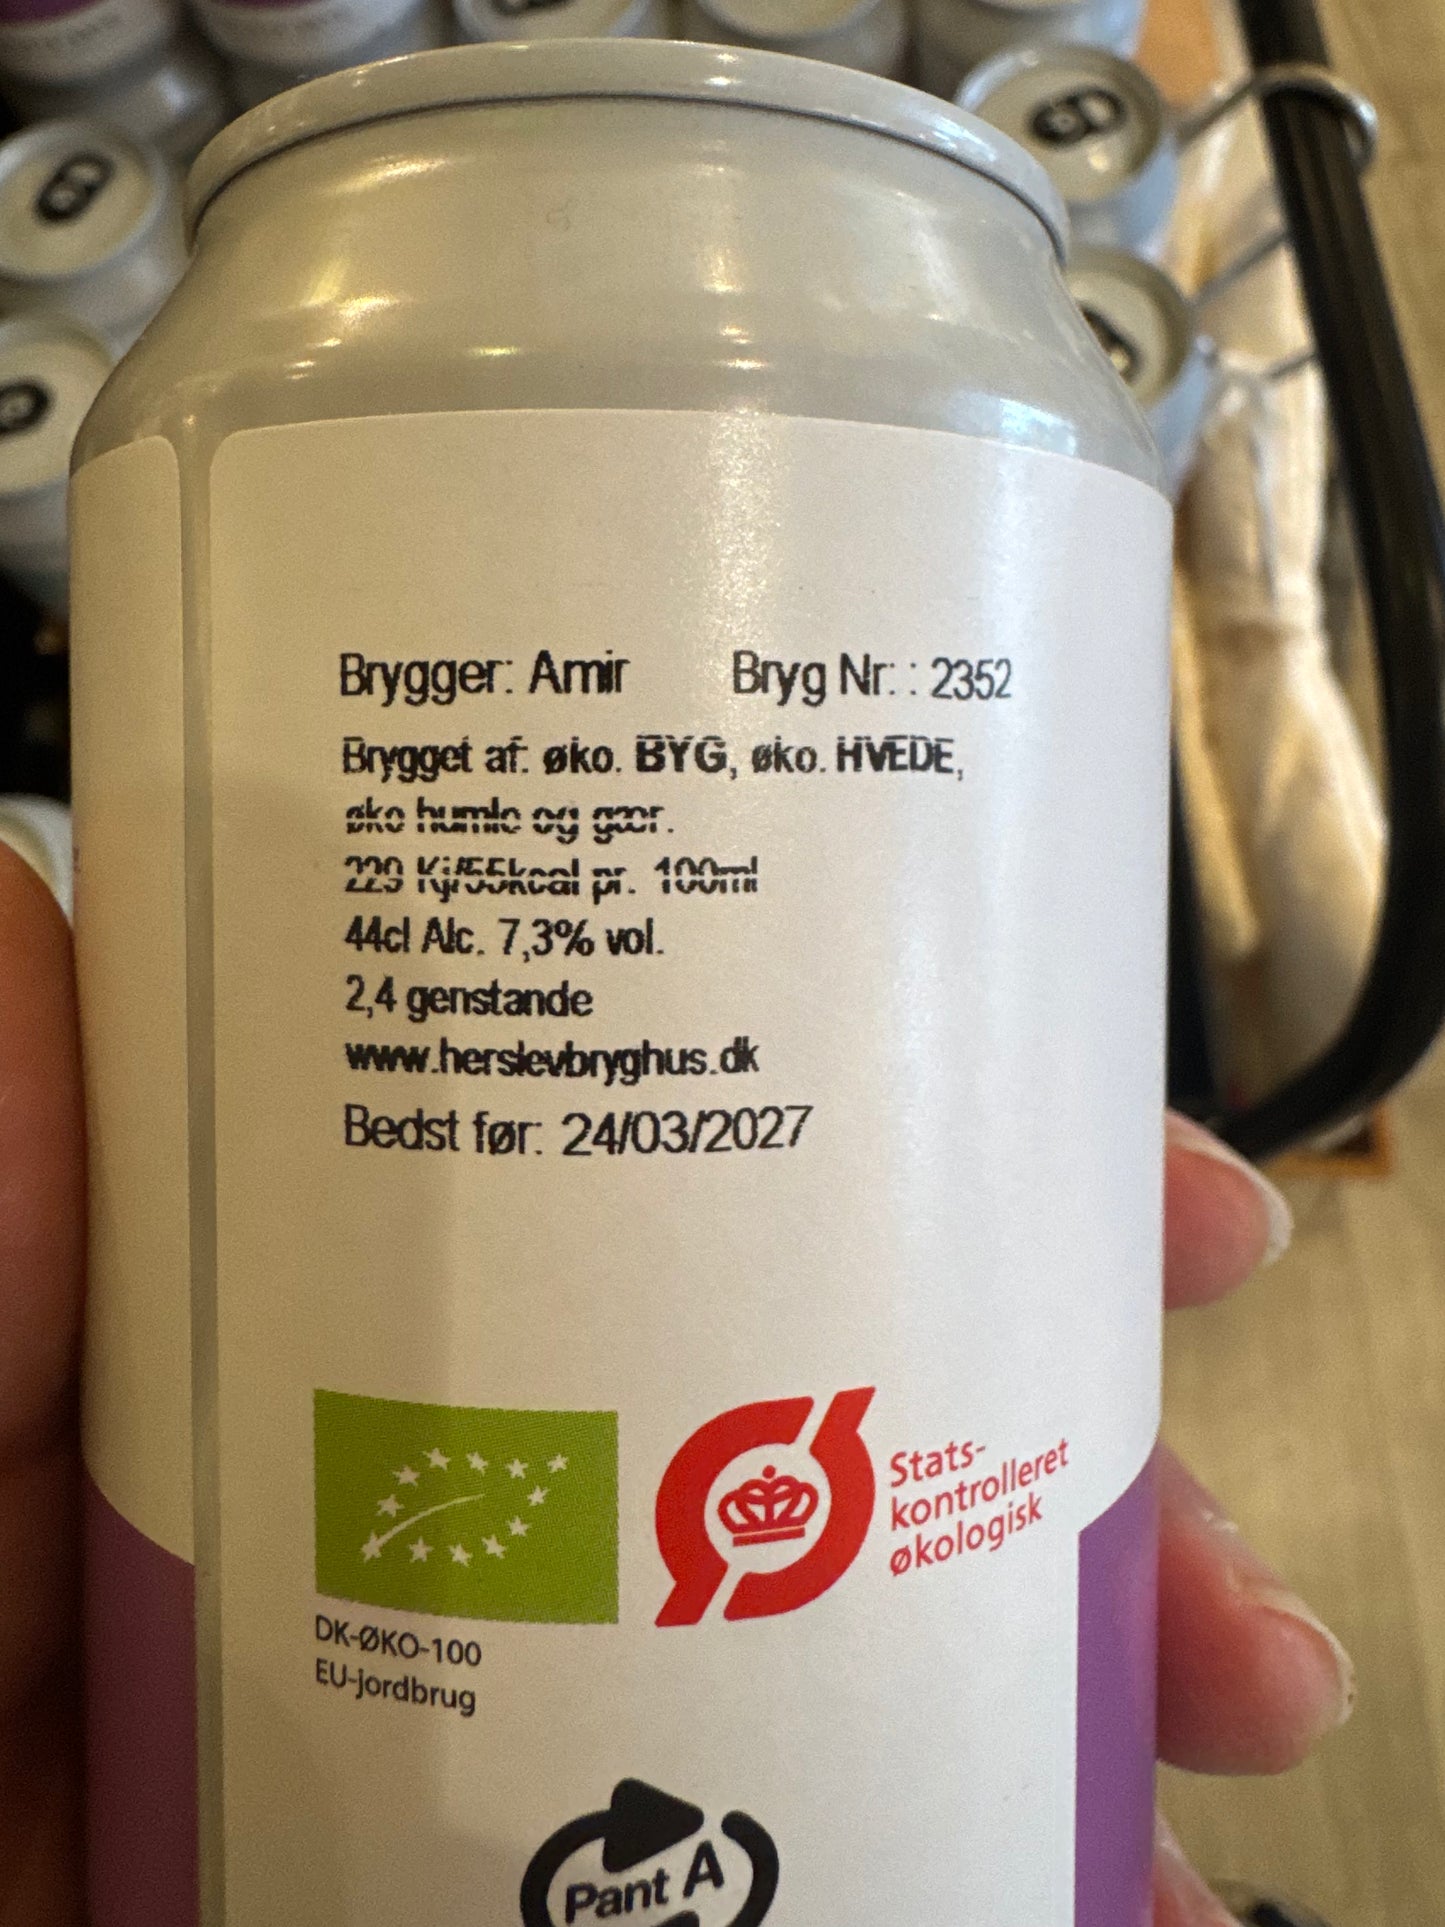 Brygger: Amir Bryg Nr: : 2352
Brygget af: øko. BYG, øko. HVEDE,
øko humle og gær.
229 Kj/55kcal pr. 100ml
44cl Alc. 7,3% vol.
2,4 genstande
www.herslevbryghus.dk
Bedst før: 24/03/2027
Stats-
kontrolleret
økologisk
DK-ØKO-100
EU-jordbrug
Pant A